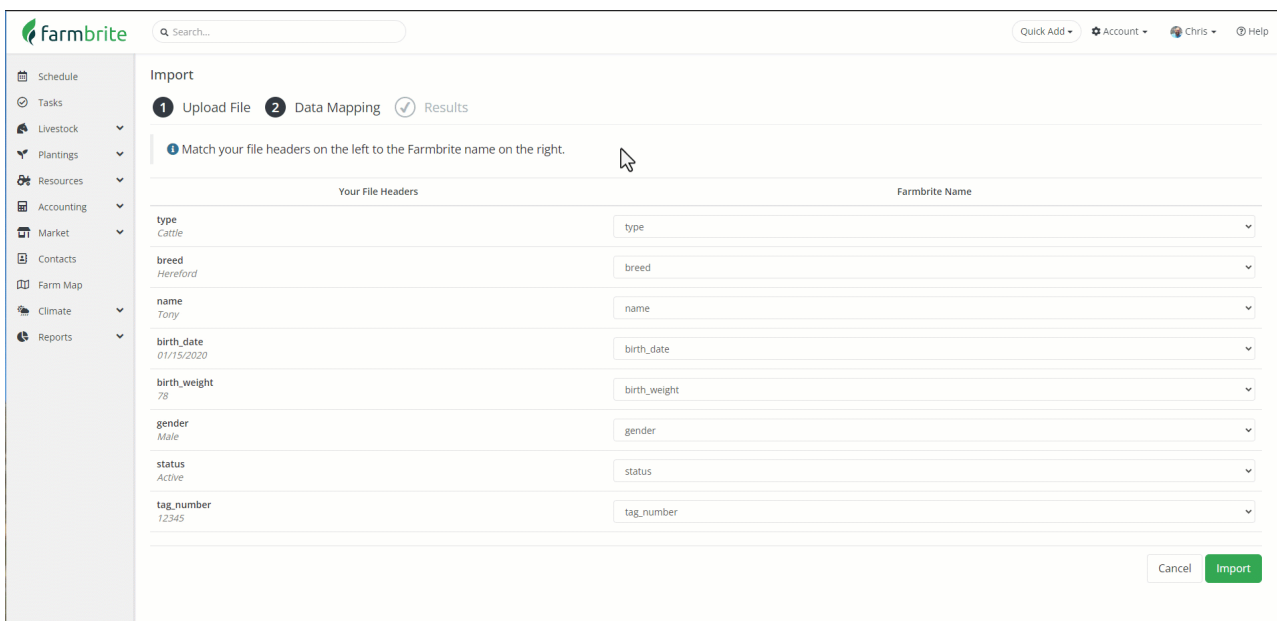 farmbrite
Search...
Quick Add
Account
Chris
Help
Schedule
Tasks
Livestock
Plantings
Resources
Accounting
Market
Contacts
Farm Map
Climate
Reports
Import
1 Upload File 2 Data Mapping Results
Match your file headers on the left to the Farmbrite name on the right.
Your File Headers Farmbrite Name
type
Cattle
type
breed
Hereford
breed
name
Tony
name
birth_date
01/15/2020
birth_date
birth_weight
78
birth_weight
gender
Male
gender
status
Active
status
tag_number
12345
tag_number
Cancel Import